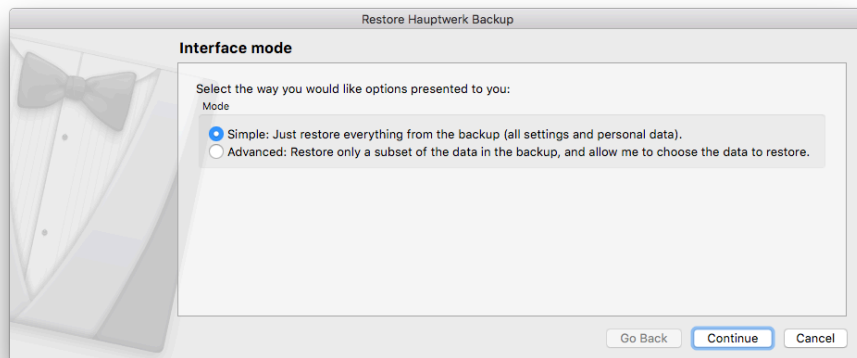 Restore Hauptwerk Backup
Interface mode
Select the way you would like options presented to you:
Mode
Simple: Just restore everything from the backup (all settings and personal data).
Advanced: Restore only a subset of the data in the backup, and allow me to choose the data to restore.
Go Back Continue Cancel